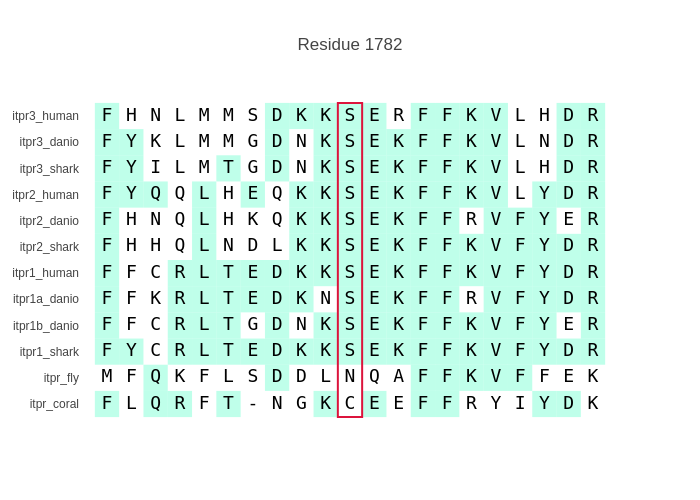 Residue 1782
itpr3_human F H N L M M S D K K S E R F F K V L H D R
itpr3_danio F Y K L M M G D N K S E K F F K V L N D R
itpr3_shark F Y I L M T G D N K S E K F F K V L H D R
itpr2_human F Y Q Q L H E Q K K S E K F F K V L Y D R
itpr2_danio F H N Q L H K Q K K S E K F F R V F Y E R
itpr2_shark F H H Q L N D L K K S E K F F K V F Y D R
itpr1_human F F C R L T E D K K S E K F F K V F Y D R
itpr1a_danio F F K R L T E D K N S E K F F R V F Y D R
itpr1b_danio F F C R L T G D N K S E K F F K V F Y E R
itpr1_shark F Y C R L T E D K K S E K F F K V F Y D R
itpr_fly M F Q K F L S D D L N Q A F F K V F F E K
itpr_coral F L Q R F T - N G K C E E F F R Y I Y D K